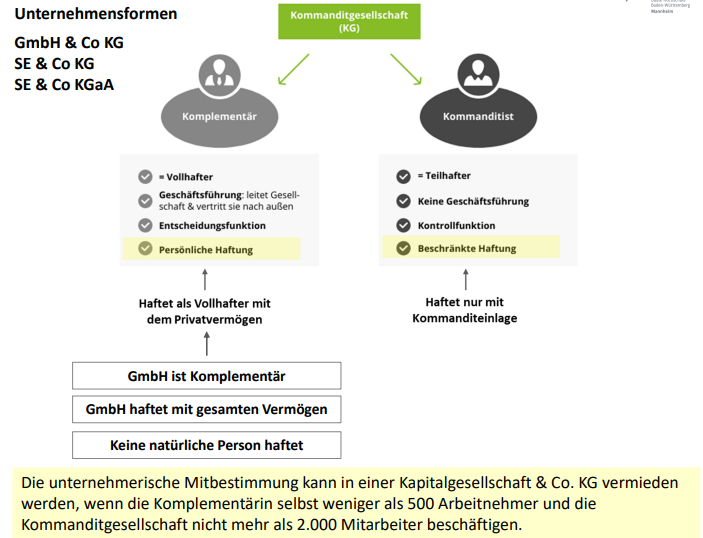 Unternehmensformen
GmbH & Co KG
SE & Co KG
SE & Co KGaA
Kommanditgesellschaft
(KG)
Baden-Württemberg
Mannheim
Komplementär
Kommanditist
= Vollhafter
Geschäftsführung: leitet Gesell-
schaft & vertritt sie nach außen
Entscheidungsfunktion
Persönliche Haftung
= Teilhafter
Keine Geschäftsführung
Kontrollfunktion
Beschränkte Haftung
Haftet als Vollhafter mit
dem Privatvermögen
Haftet nur mit
Kommanditeinlage
GmbH ist Komplementär
GmbH haftet mit gesamten Vermögen
Keine natürliche Person haftet
Die unternehmerische Mitbestimmung kann in einer Kapitalgesellschaft & Co. KG vermieden
werden, wenn die Komplementärin selbst weniger als 500 Arbeitnehmer und die
Kommanditgesellschaft nicht mehr als 2.000 Mitarbeiter beschäftigen.